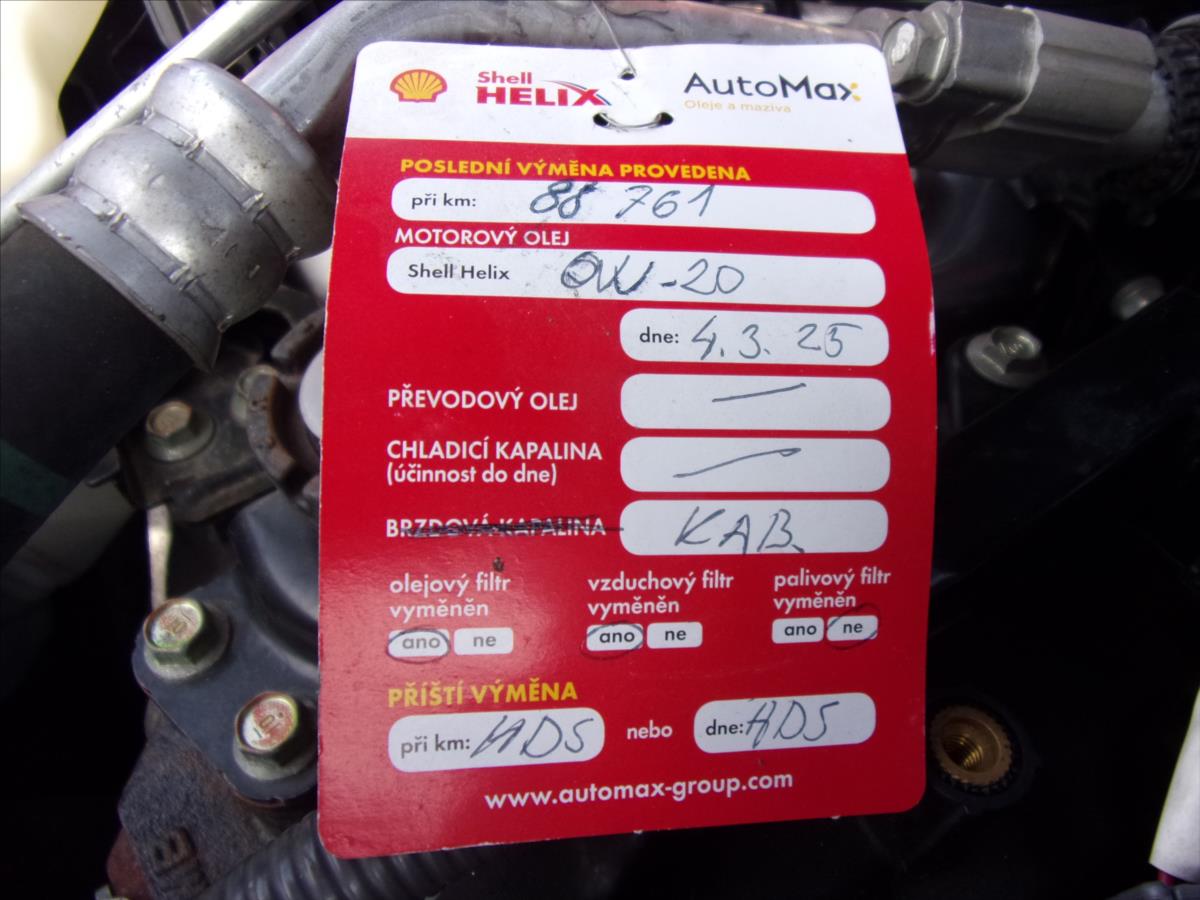 Shell HELIX AutoMax
Oleje a maziva
POSLEDNÍ VÝMĚNA PROVEDENA
při km: 88 761
MOTOROVÝ OLEJ
Shell Helix 0W-20
dne: 4.3.25
PŘEVODOVÝ OLEJ —
CHLADICÍ KAPALINA —
(účinnost do dne)
BRZDOVÁ KAPALINA KAB.
olejový filtr vzduchový filtr palivový filtr
vyměněn vyměněn vyměněn
ano ne ano ne ano ne
PŘÍŠTÍ VÝMĚNA
při km: HDS nebo dne: HDS
www.automax-group.com